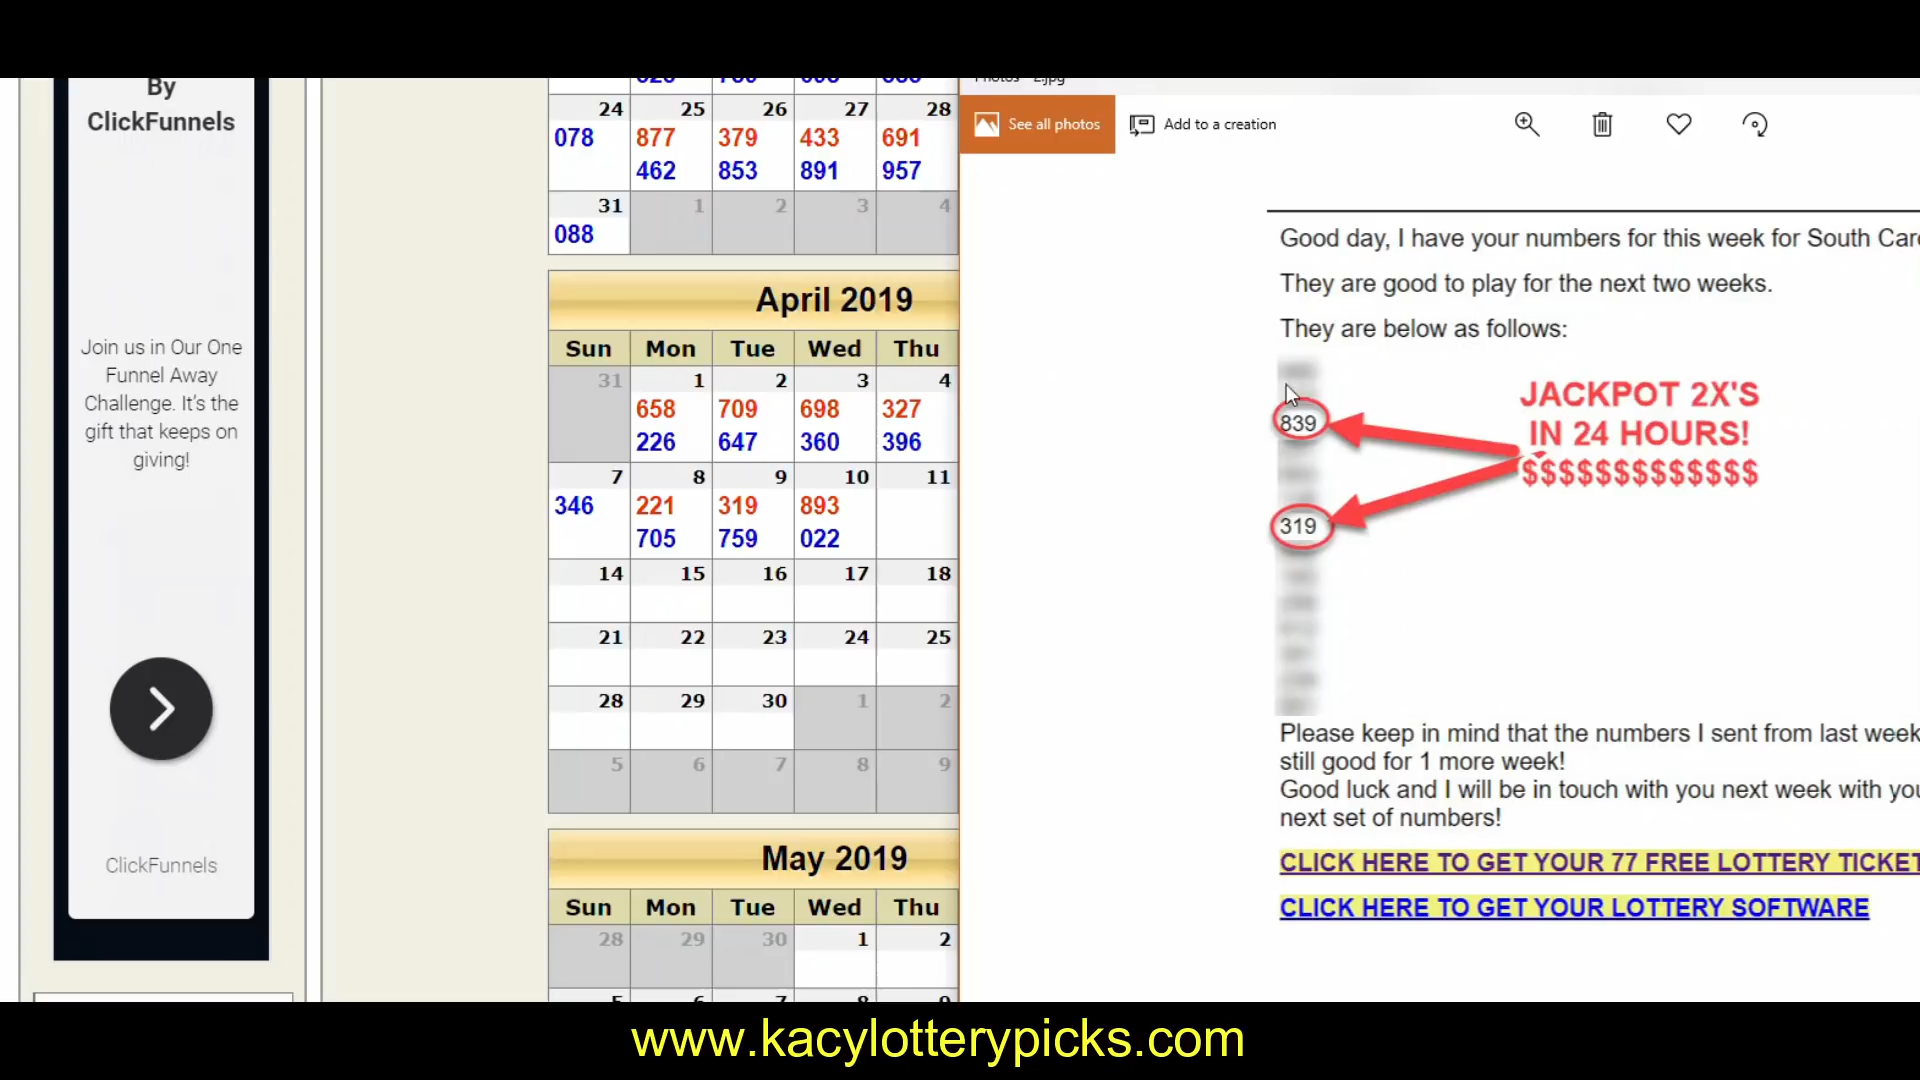 By
ClickFunnels
Join us in Our One
Funnel Away
Challenge. It's the
gift that keeps on
giving!
ClickFunnels
24 25 26 27 28
078 877 379 433 691
462 853 891 957
31 1 2 3 4
088
April 2019
Sun Mon Tue Wed Thu
31 1 2 3 4
658 709 698 327
226 647 360 396
7 8 9 10 11
346 221 319 893
705 759 022
14 15 16 17 18
21 22 23 24 25
28 29 30 1 2
5 6 7 8 9
May 2019
Sun Mon Tue Wed Thu
28 29 30 1 2
See all photos
Add to a creation
Good day, I have your numbers for this week for South
They are good to play for the next two weeks.
They are below as follows:
839
319
JACKPOT 2X'S
IN 24 HOURS!
$$$$$$$$$$$$$
Please keep in mind that the numbers I sent from last week
still good for 1 more week!
Good luck and I will be in touch with you next week with
next set of numbers!
CLICK HERE TO GET YOUR 77 FREE LOTTERY TICKET
CLICK HERE TO GET YOUR LOTTERY SOFTWARE
www.kacylotterypicks.com